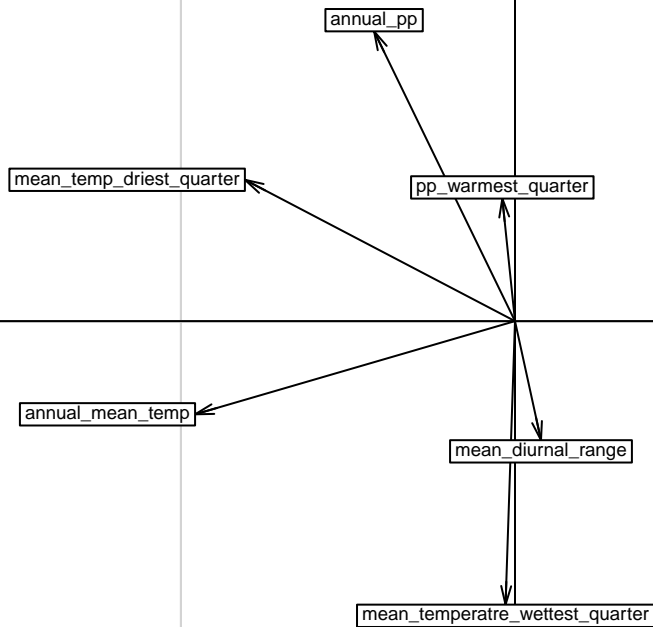 annual_pp
mean_temp_driest_quarter
pp_warmest_quarter
annual_mean_temp
mean_diurnal_range
mean_temperatre_wettest_quarter